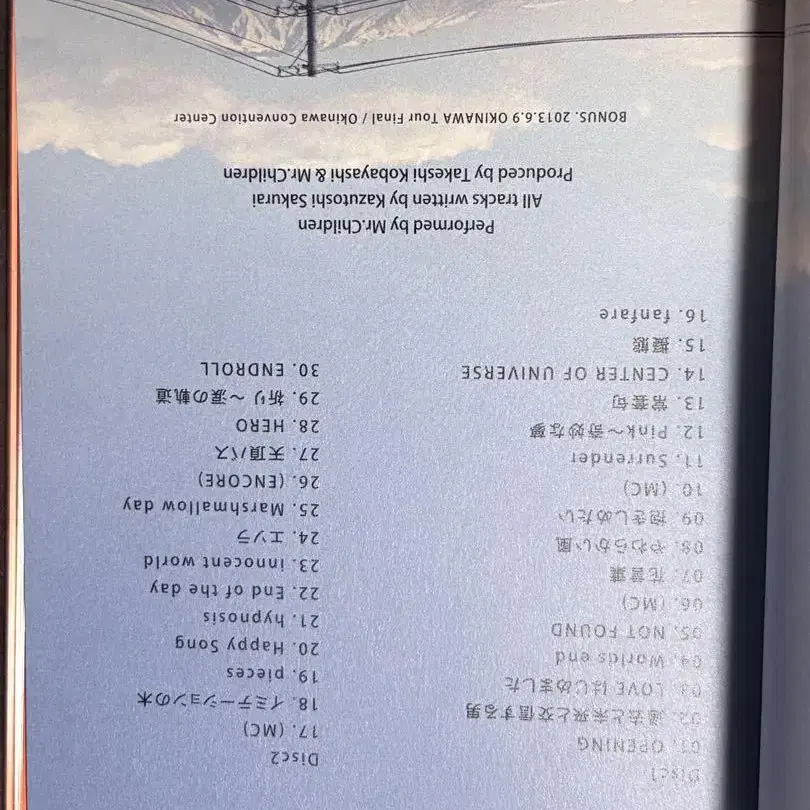 Disc1
01. OPENING
02. 過去と未来と交信する男
03. LOVE はじめました
04. Worlds end
05. NOT FOUND
06. (MC)
07. 花言葉
08. やわらかい風
09. 抱きしめたい
10. (MC)
11. Surrender
12. Pink～奇妙な夢
13. 常套句
14. CENTER OF UNIVERSE
15. 擬態
16. fanfare
Disc2
17. (MC)
18. イミテーションの木
19. pieces
20. Happy Song
21. hypnosis
22. End of the day
23. innocent world
24. エソラ
25. Marshmallow day
26. (ENCORE)
27. 天頂バス
28. HERO
29. 祈り ～涙の軌道
30. ENDROLL
Performed by Mr.Children
All tracks written by Kazutoshi Sakurai
Produced by Takeshi Kobayashi & Mr.Children
BONUS. 2013.6.9 OKINAWA Tour Final / Okinawa Convention Center